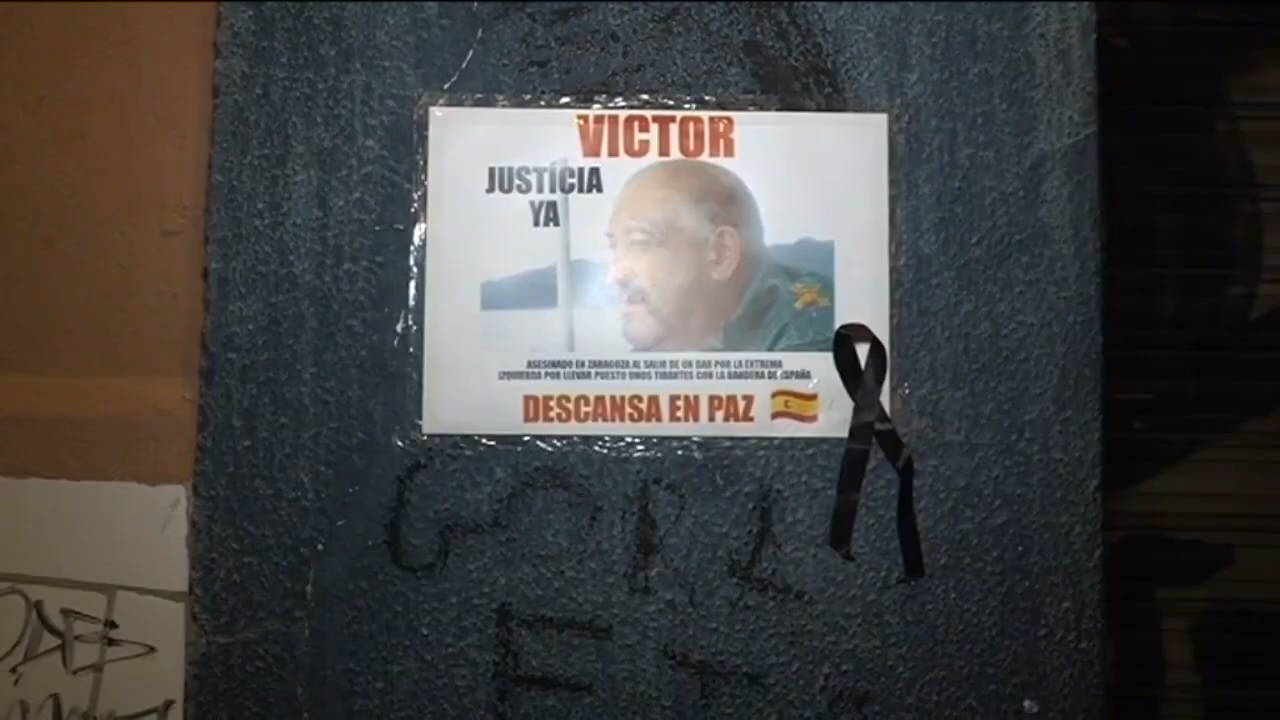 VICTOR
JUSTICIA
YA
ASESINADO EN ZARAGOZA AL SALIR DE UN BAR POR LA EXTREMA
IZQUIERDA POR LLEVAR PUESTO UNOS TIRANTES CON LA BANDERA DE ESPAÑA
DESCANSA EN PAZ